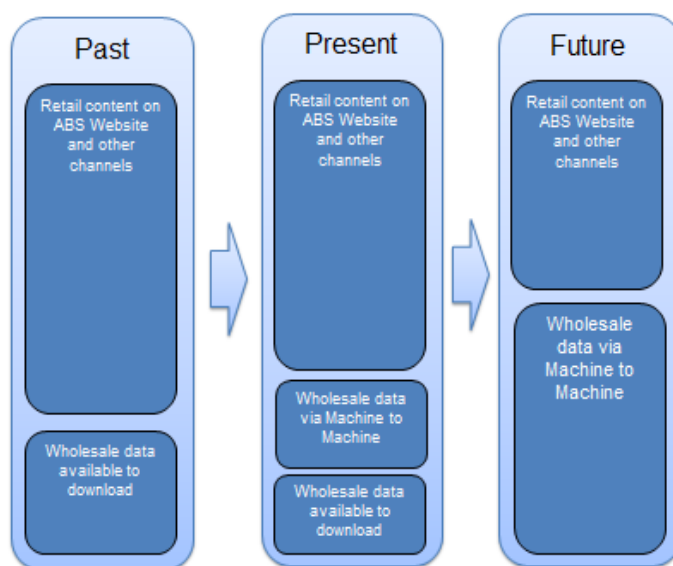 Past
Retail content on
ABS Website
and other
channels
Wholesale data
available to
download
Present
Retail content on
ABS Website
and other
channels
Wholesale data
via Machine to
Machine
Wholesale data
available to
download
Future
Retail content on
ABS Website
and other
channels
Wholesale
data via
Machine to
Machine